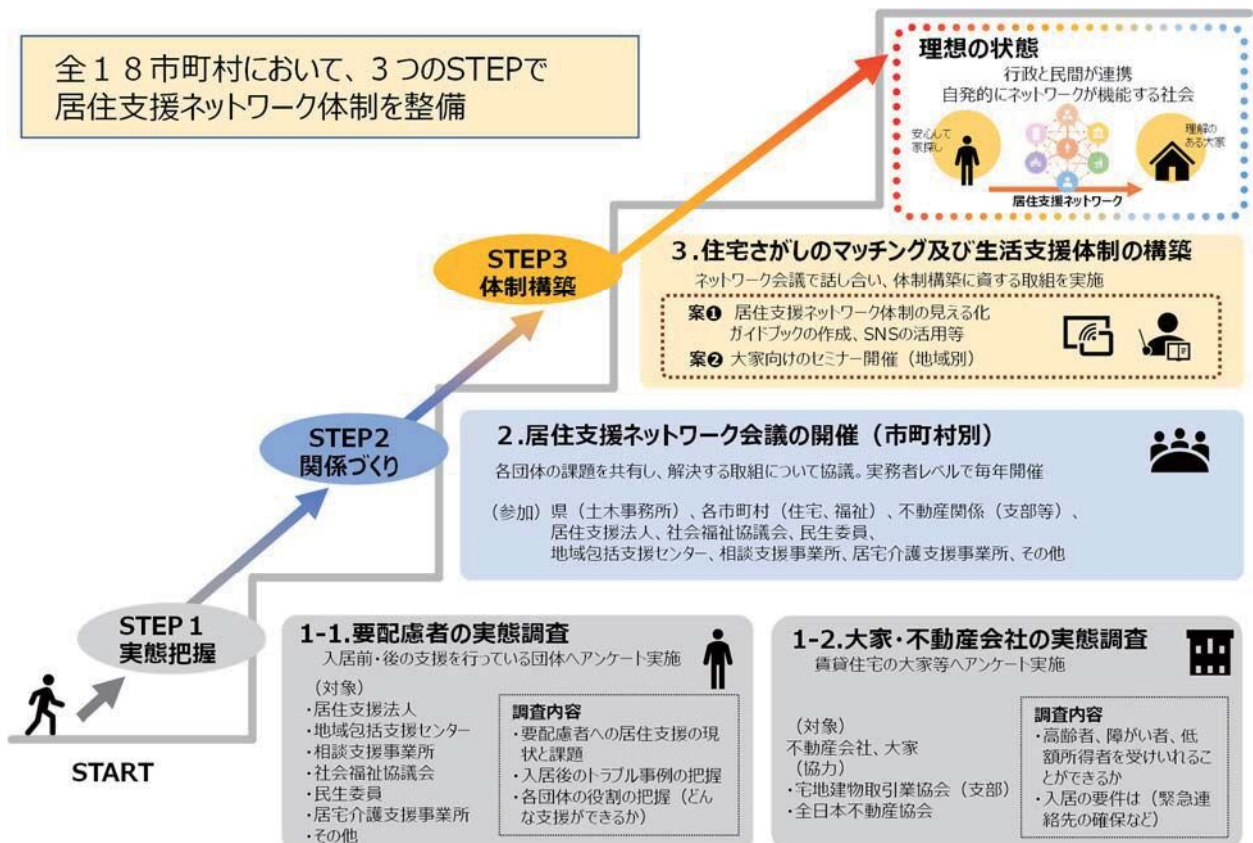 全１８市町村において、３つのSTEPで
居住支援ネットワーク体制を整備
理想の状態
行政と民間が連携
自発的にネットワークが機能する社会
安心して
家探し
理解の
ある大家
居住支援ネットワーク
STEP3
体制構築
３.住宅さがしのマッチング及び生活支援体制の構築
ネットワーク会議で話し合い、体制構築に資する取組を実施
案❶ 居住支援ネットワーク体制の見える化
ガイドブックの作成、SNSの活用等
案❷ 大家向けのセミナー開催（地域別）
STEP2
関係づくり
２.居住支援ネットワーク会議の開催（市町村別）
各団体の課題を共有し、解決する取組について協議。実務者レベルで毎年開催
（参加）県（土木事務所）、各市町村（住宅、福祉）、不動産関係（支部等）、
居住支援法人、社会福祉協議会、民生委員、
地域包括支援センター、相談支援事業所、居宅介護支援事業所、その他
STEP１
実態把握
START
1-1.要配慮者の実態調査
入居前・後の支援を行っている団体へアンケート実施
（対象）
・居住支援法人
・地域包括支援センター
・相談支援事業所
・社会福祉協議会
・民生委員
・居宅介護支援事業所
・その他
調査内容
・要配慮者への居住支援の現
状と課題
・入居後のトラブル事例の把握
・各団体の役割の把握（どん
な支援ができるか）
1-2.大家・不動産会社の実態調査
賃貸住宅の大家等へアンケート実施
（対象）
不動産会社、大家
（協力）
・宅地建物取引業協会（支部）
・全日本不動産協会
調査内容
・高齢者、障がい者、低
額所得者を受けいれるこ
とができるか
・入居の要件は（緊急連
絡先の確保など）